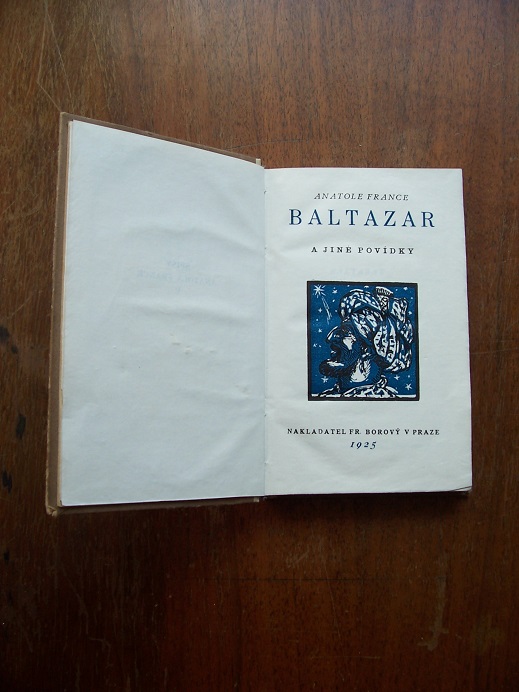 ANATOLE FRANCE
BALTAZAR
A JINÉ POVÍDKY
NAKLADATEL FR. BOROVÝ V PRAZE
1925